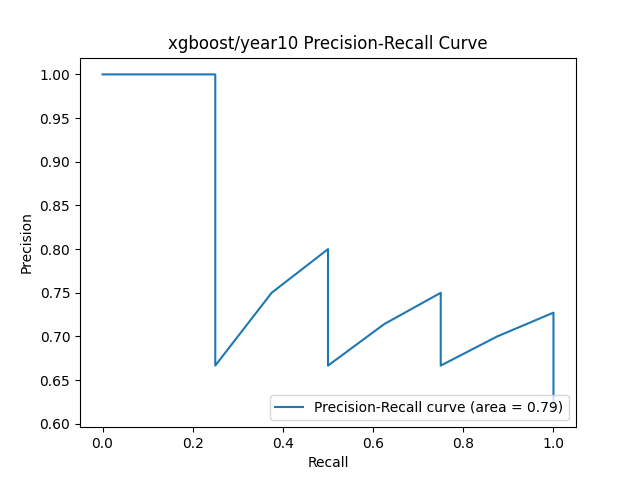 xgboost/year10 Precision-Recall Curve
1.00
0.95
0.90
0.85
0.80
0.75
0.70
0.65
0.60
Precision
Precision-Recall curve (area = 0.79)
0.0 0.2 0.4 0.6 0.8 1.0
Recall